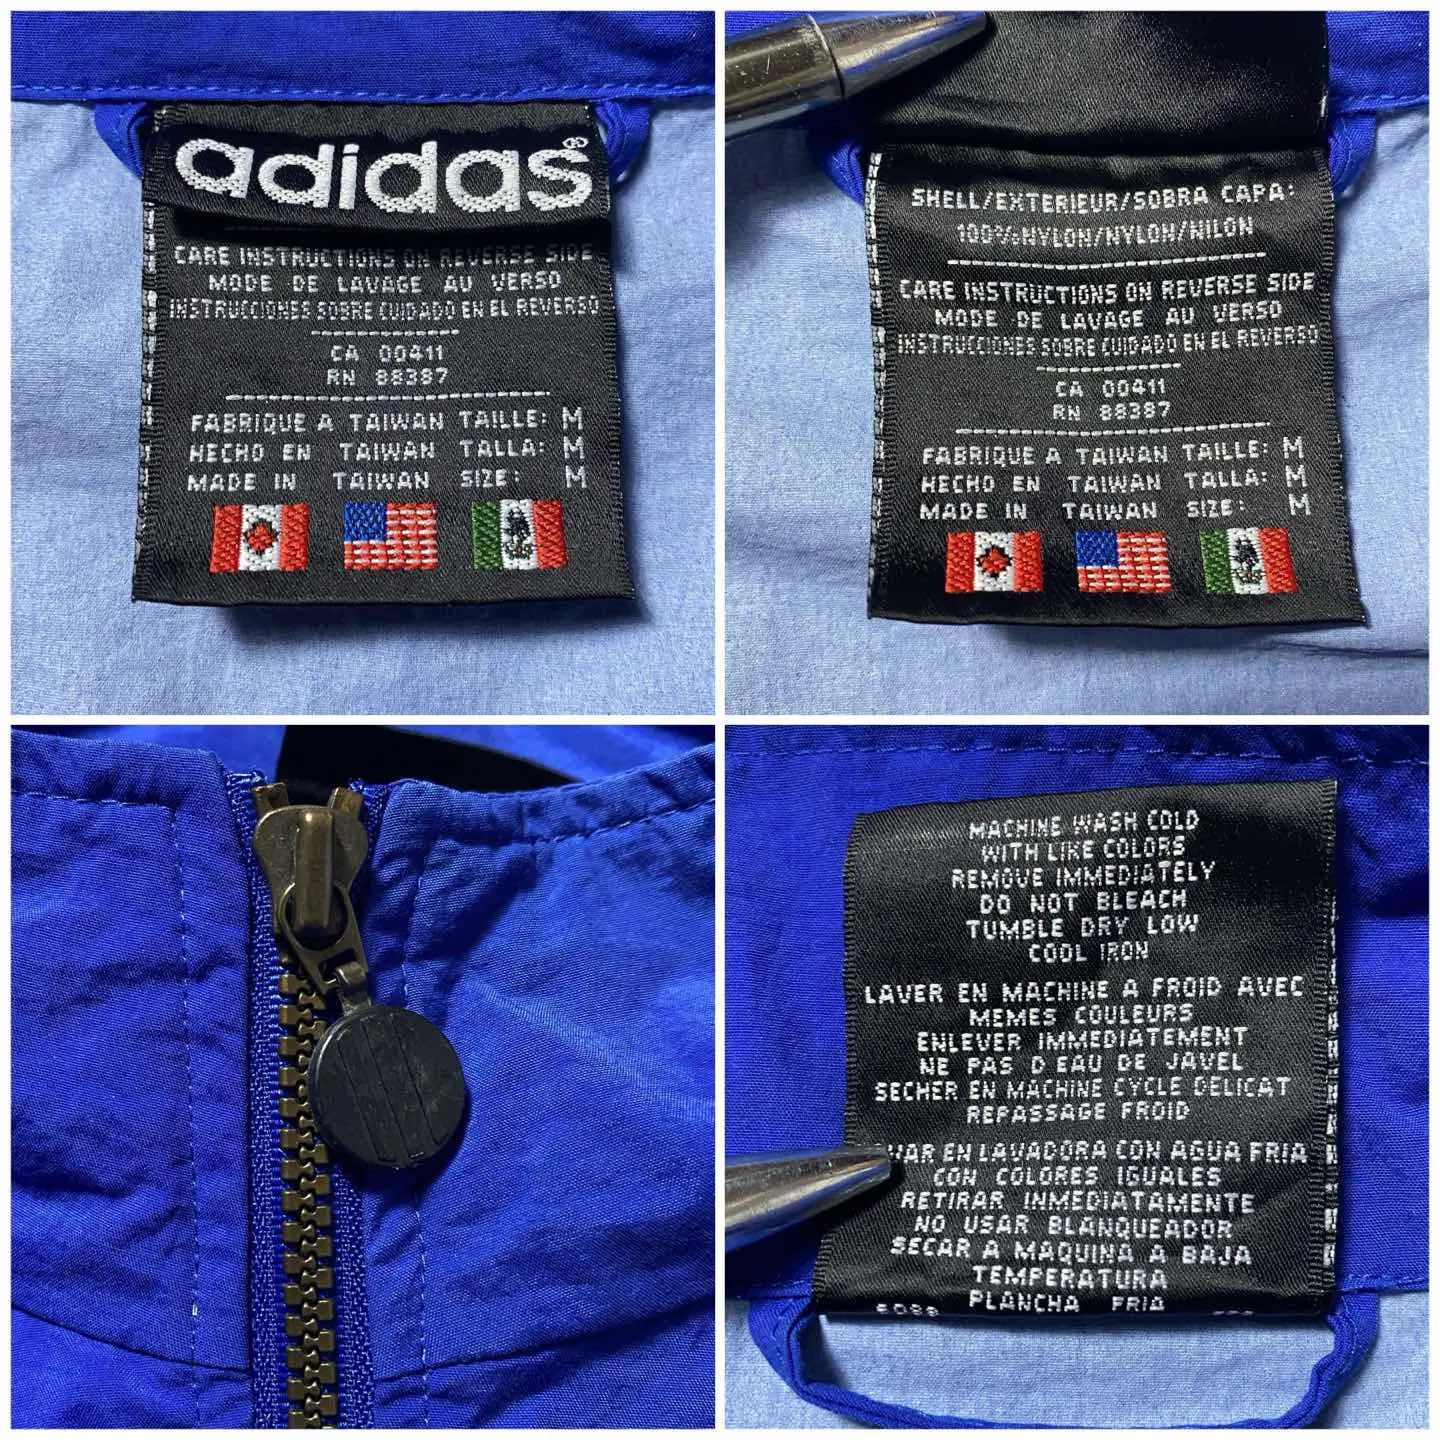 adidas®
CARE INSTRUCTIONS ON REVERSE SIDE
MODE DE LAVAGE AU VERSO
INSTRUCCIONES SOBRE CUIDADO EN EL REVERSO
CA 00411
RN 88387
FABRIQUE A TAIWAN TAILLE: M
HECHO EN TAIWAN TALLA: M
MADE IN TAIWAN SIZE: M
SHELL/EXTERIEUR/SOBRA CAPA:
100% NYLON/NYLON/NILON
CARE INSTRUCTIONS ON REVERSE SIDE
MODE DE LAVAGE AU VERSO
INSTRUCCIONES SOBRE CUIDADO EN EL REVERSO
CA 00411
RN 88387
FABRIQUE A TAIWAN TAILLE: M
HECHO EN TAIWAN TALLA: M
MADE IN TAIWAN SIZE: M
MACHINE WASH COLD
WITH LIKE COLORS
REMOVE IMMEDIATELY
DO NOT BLEACH
TUMBLE DRY LOW
COOL IRON
LAVER EN MACHINE A FROID AVEC
MEMES COULEURS
ENLEVER IMMEDIATEMENT
NE PAS D'EAU DE JAVEL
SECHER EN MACHINE CYCLE DELICAT
REPASSAGE FROID
VAR EN LAVADORA CON AGUA FRIA
CON COLORES IGUALES
RETIRAR INMEDIATAMENTE
NO USAR BLANQUEADOR
SECAR A MAQUINA A BAJA
TEMPERATURA
PLANCHA FRIA